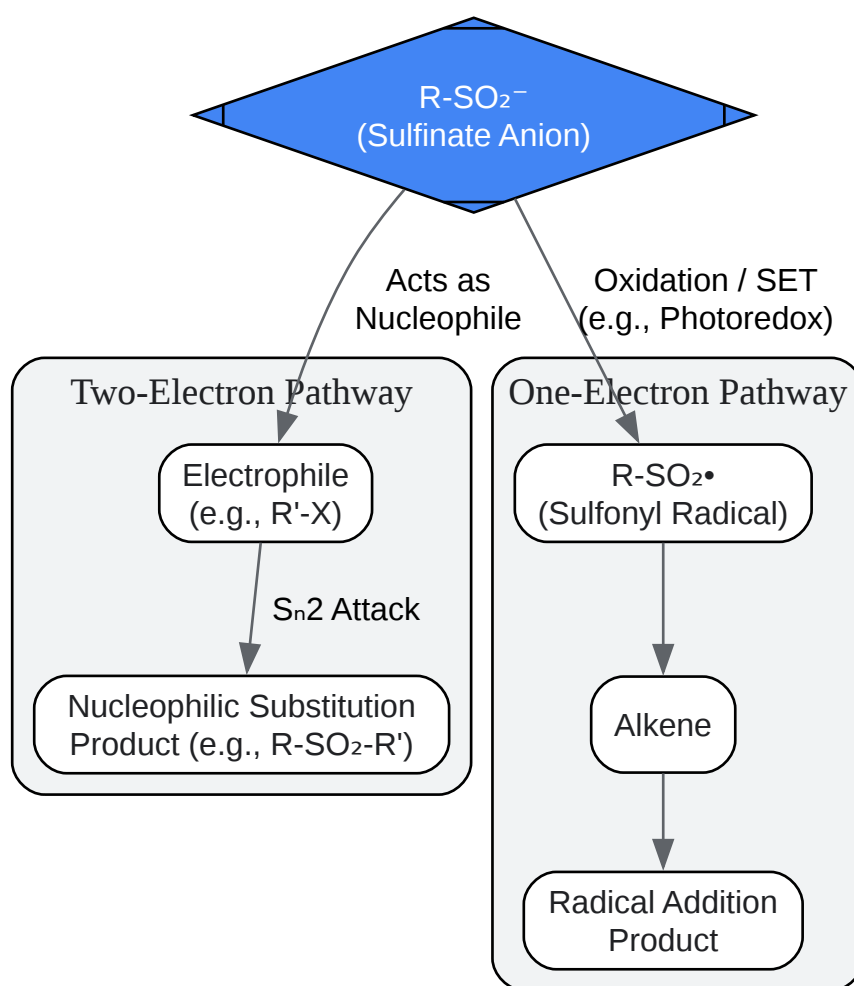 R-SO₂⁻
(Sulfinate Anion)
Acts as
Nucleophile
Oxidation / SET
(e.g., Photoredox)
Two-Electron Pathway
One-Electron Pathway
Electrophile
(e.g., R'-X)
R-SO₂•
(Sulfonyl Radical)
Sₙ2 Attack
Nucleophilic Substitution
Product (e.g., R-SO₂-R')
Alkene
Radical Addition
Product